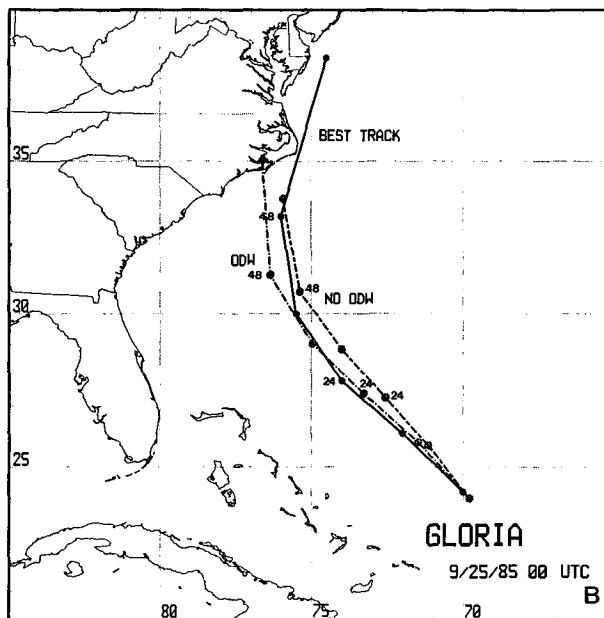 BEST TRACK
35
48
ODW
48
48
NO ODW
30
24
24
24
25
GLORIA
9/25/85 00 UTC
B
80
75
70